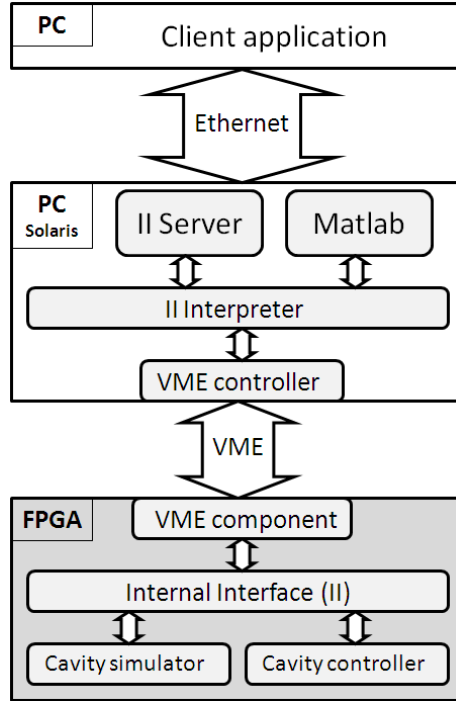 PC
Client application
Ethernet
PC
Solaris
II Server
Matlab
II Interpreter
VME controller
VME
FPGA
VME component
Internal Interface (II)
Cavity simulator
Cavity controller